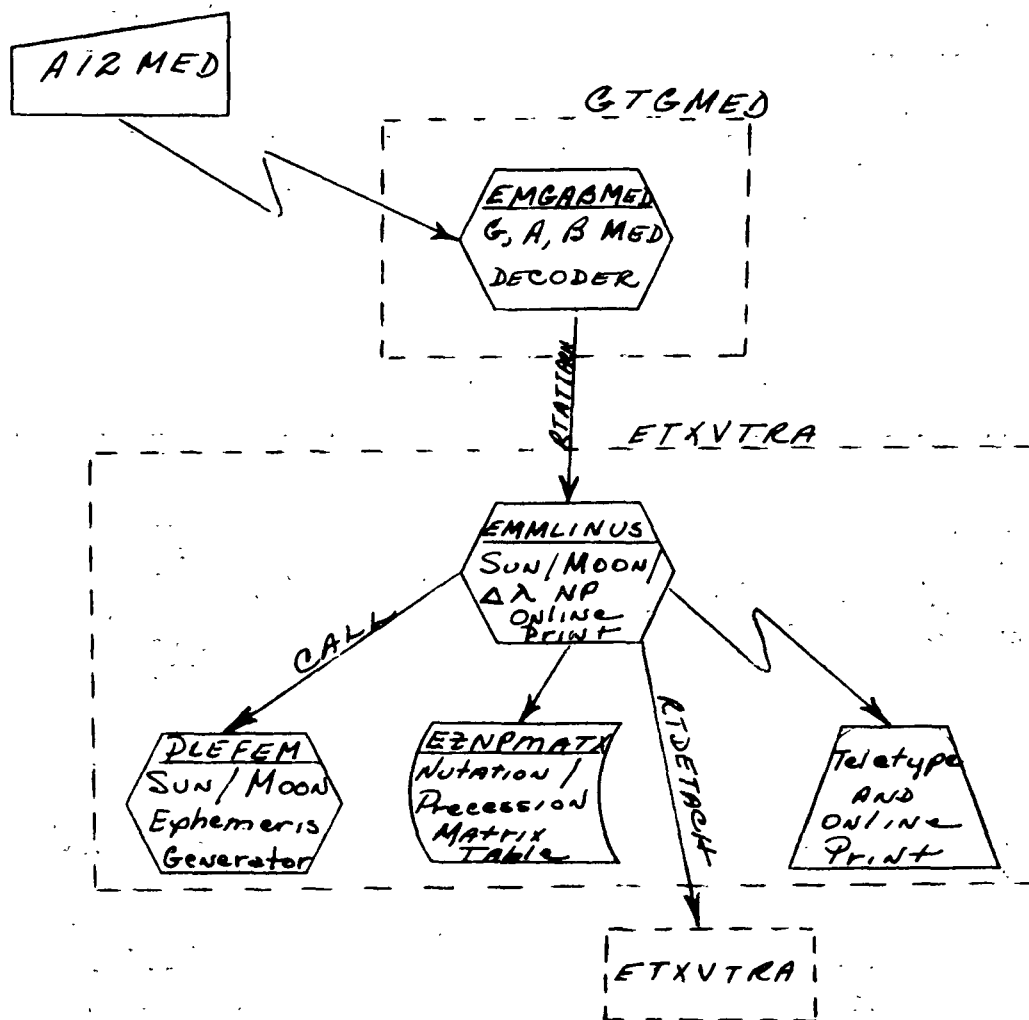 A12 MED
GTGMED
EMGABMED
G, A, B MED
DECODER
ETXVTRA
EMMLINUS
SUN/MOON/
Δλ NP
Online
Print
CALL
RTDETACH
DLEFEM
SUN/MOON
Ephemeris
Generator
EZNPMATX
NUTATION/
Precession
MATRIX
Table
Teletype
AND
Online
Print
ETXVTRA